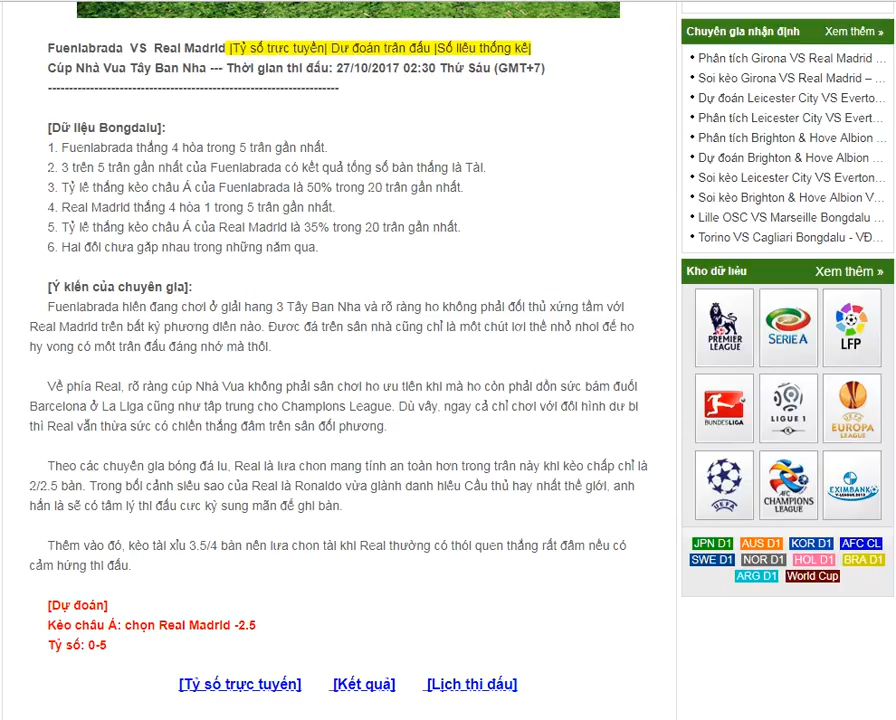 Fuenlabrada VS Real Madrid |Tỷ số trực tuyến| Dự đoán trận đấu |Số liệu thống kê|
Cúp Nhà Vua Tây Ban Nha --- Thời gian thi đấu: 27/10/2017 02:30 Thứ Sáu (GMT+7)
----------------------------------------------------------------------
[Dữ liệu Bongdalu]:
1. Fuenlabrada thắng 4 hòa trong 5 trận gần nhất.
2. 3 trên 5 trận gần nhất của Fuenlabrada có kết quả tổng số bàn thắng là Tài.
3. Tỷ lệ thắng kèo châu Á của Fuenlabrada là 50% trong 20 trận gần nhất.
4. Real Madrid thắng 4 hòa 1 trong 5 trận gần nhất.
5. Tỷ lệ thắng kèo châu Á của Real Madrid là 35% trong 20 trận gần nhất.
6. Hai đội chưa gặp nhau trong những năm qua.
[Ý kiến của chuyên gia]:
Fuenlabrada hiện đang chơi ở giải hạng 3 Tây Ban Nha và rõ ràng họ không phải đối thủ xứng tầm với
Real Madrid trên bất kỳ phương diện nào. Được đá trên sân nhà cũng chỉ là một chút lợi thế nhỏ nhoi để họ
hy vọng có một trận đấu đáng nhớ mà thôi.
Về phía Real, rõ ràng cúp Nhà Vua không phải sân chơi họ ưu tiên khi mà họ còn phải dồn sức bám đuổi
Barcelona ở La Liga cũng như tập trung cho Champions League. Dù vậy, ngay cả chỉ chơi với đội hình dự bị
thì Real vẫn thừa sức có chiến thắng đậm trên sân đối phương.
Theo các chuyên gia bóng đá lu, Real là lựa chọn mang tính an toàn hơn trong trận này khi kèo chấp chỉ là
2/2.5 bàn. Trong bối cảnh siêu sao của Real là Ronaldo vừa giành danh hiệu Cầu thủ hay nhất thế giới, anh
hẳn là sẽ có tâm lý thi đấu cực kỳ sung mãn để ghi bàn.
Thêm vào đó, kèo tài xỉu 3.5/4 bàn nên lựa chọn tài khi Real thường có thói quen thắng rất đậm nếu có
cảm hứng thi đấu.
[Dự đoán]
Kèo châu Á: chọn Real Madrid -2.5
Tỷ số: 0-5
[Tỷ số trực tuyến] [Kết quả] [Lịch thi đấu]
Chuyên gia nhận định Xem thêm »
Phân tích Girona VS Real Madrid ...
Soi kèo Girona VS Real Madrid – ...
Dự đoán Leicester City VS Everto...
Phân tích Leicester City VS Evert...
Phân tích Brighton & Hove Albion ...
Dự đoán Brighton & Hove Albion ...
Soi kèo Leicester City VS Everton...
Soi kèo Brighton & Hove Albion V...
Lille OSC VS Marseille Bongdalu ...
Torino VS Cagliari Bongdalu - VĐ...
Kho dữ liệu Xem thêm »
PREMIER LEAGUE
SERIE A
LFP
BUNDESLIGA
LIGUE 1
EUROPA LEAGUE
UEFA
AFC CHAMPIONS LEAGUE
EXIMBANK
JPN D1 AUS D1 KOR D1 AFC CL
SWE D1 NOR D1 HOL D1 BRA D1
ARG D1 World Cup